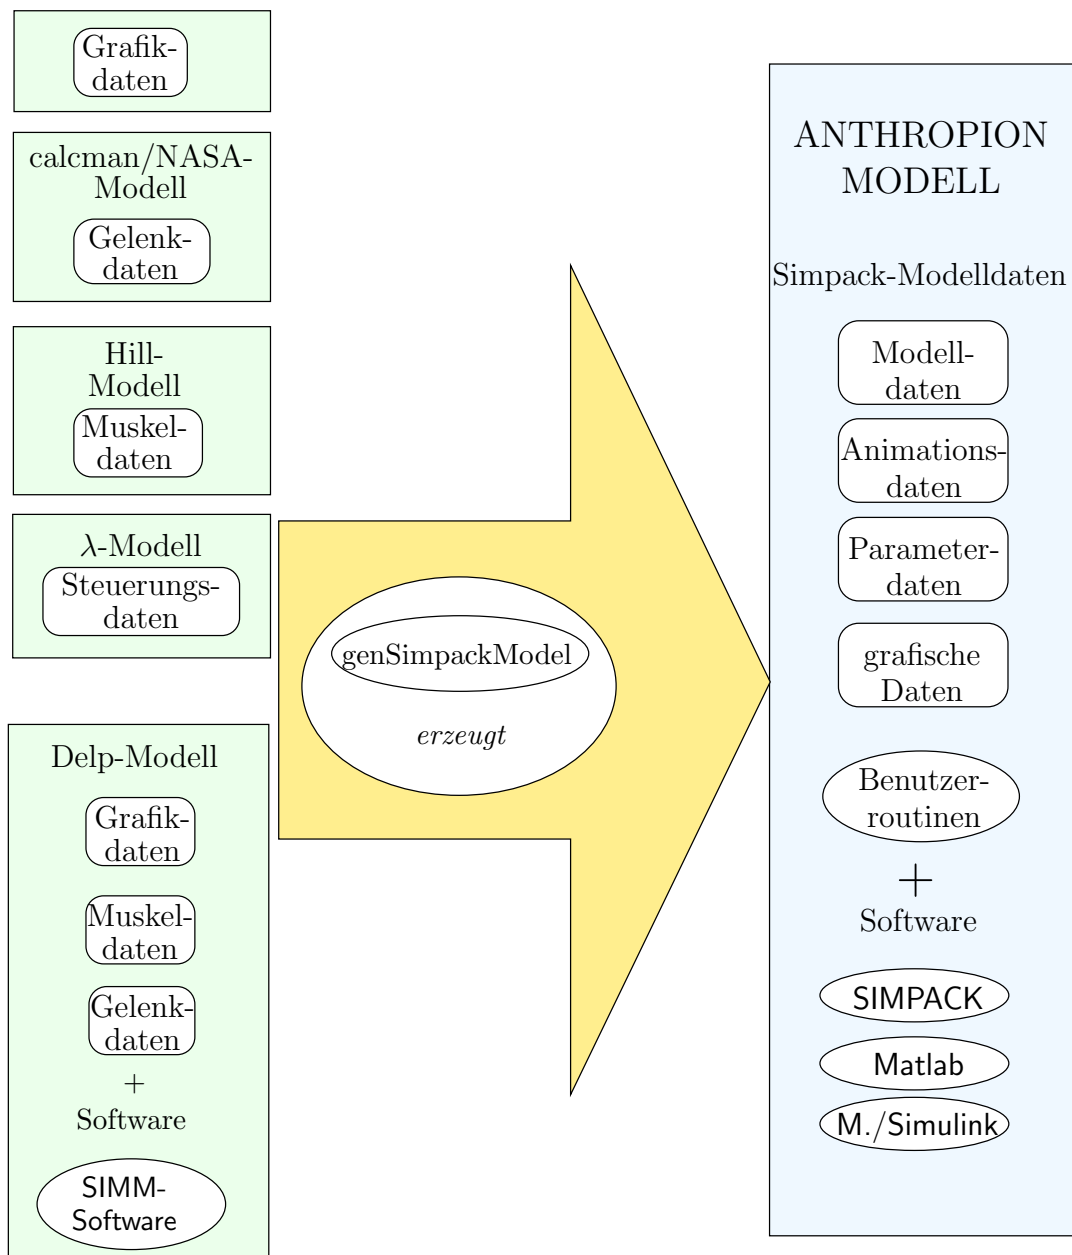 Grafik-
daten
calcman/NASA-
Modell
Gelenk-
daten
Hill-
Modell
Muskel-
daten
λ-Modell
Steuerungs-
daten
Delp-Modell
Grafik-
daten
Muskel-
daten
Gelenk-
daten
+
Software
SIMM-
Software
genSimpackModel
erzeugt
ANTHROPION
MODELL
Simpack-Modelldaten
Modell-
daten
Animations-
daten
Parameter-
daten
grafische
Daten
Benutzer-
routinen
+
Software
SIMPACK
Matlab
M./Simulink